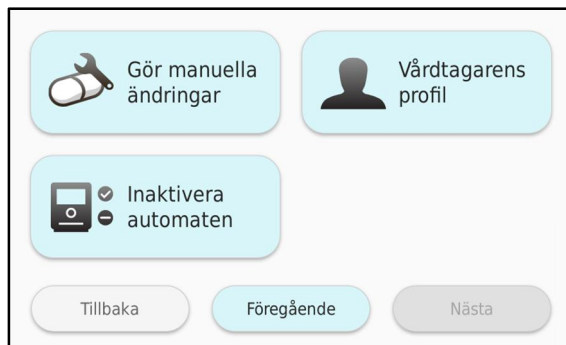 Gör manuella
ändringar
Vårdtagarens
profil
Inaktivera
automaten
Tillbaka
Föregående
Nästa